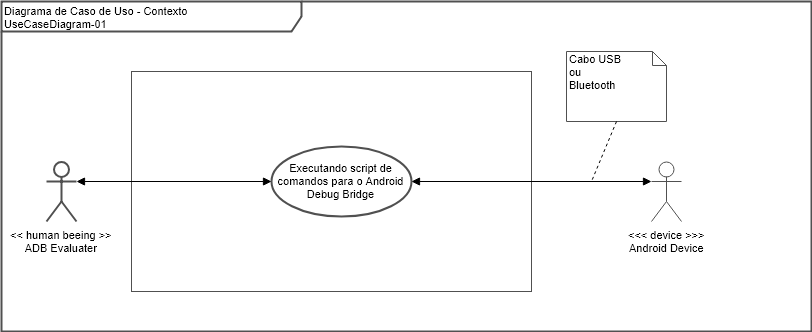 Diagrama de Caso de Uso - Contexto
UseCaseDiagram-01
Cabo USB
ou
Bluetooth
Executando script de
comandos para o Android
Debug Bridge
<< human beeing >>
ADB Evaluater
<<< device >>>
Android Device